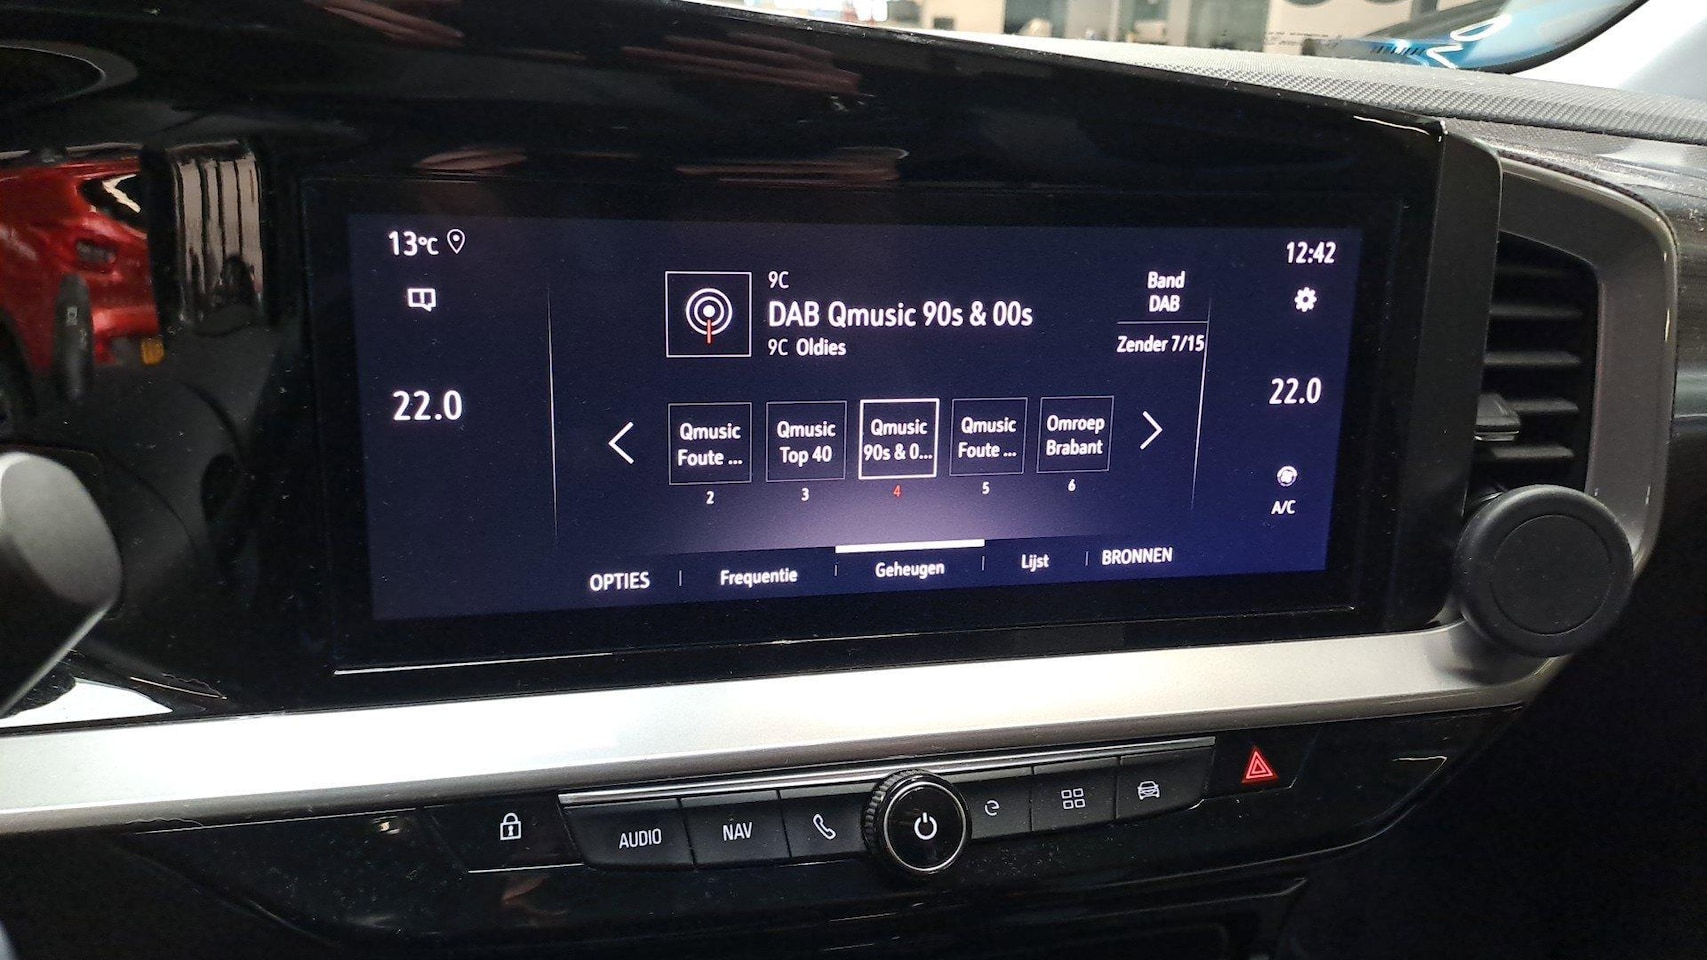 13°C
12:42
9C
DAB Qmusic 90s & 00s
9C Oldies
Band
DAB
Zender 7/15
22.0
22.0
Qmusic
Foute ...
2
Qmusic
Top 40
3
Qmusic
90s & 0...
4
Qmusic
Foute ...
5
Omroep
Brabant
6
A/C
OPTIES
Frequentie
Geheugen
Lijst
BRONNEN
AUDIO
NAV